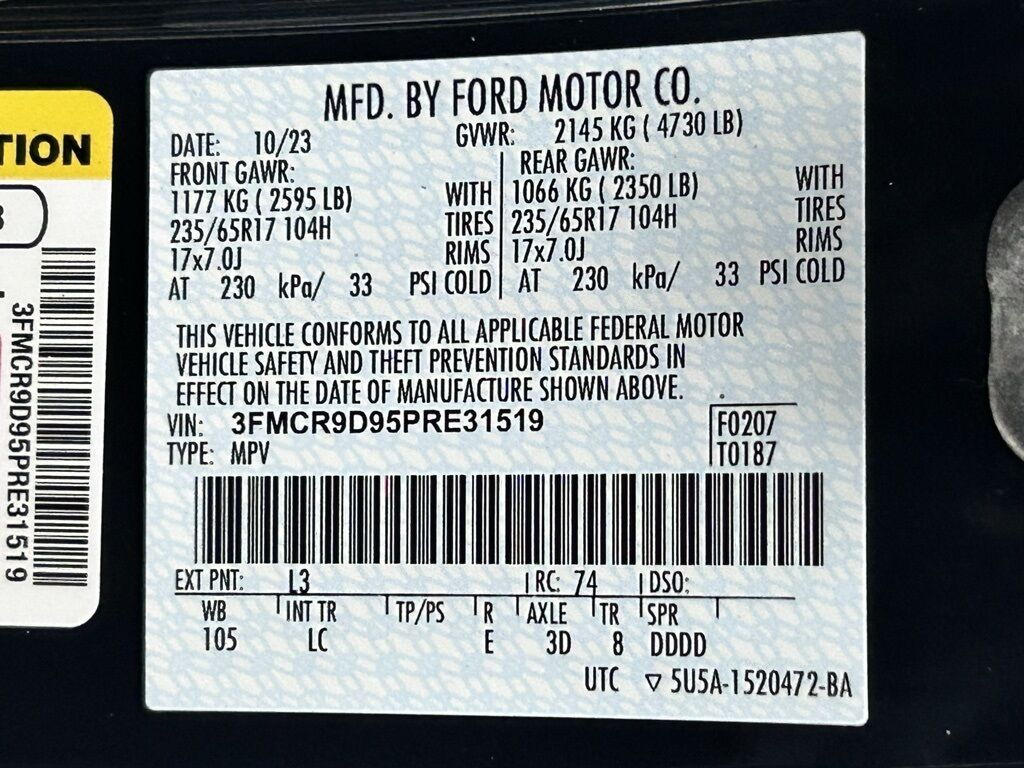 MFD. BY FORD MOTOR CO.
DATE: 10/23 GVWR: 2145 KG ( 4730 LB)
FRONT GAWR: REAR GAWR:
1177 KG ( 2595 LB) WITH 1066 KG ( 2350 LB) WITH
235/65R17 104H TIRES 235/65R17 104H TIRES
17x7.0J RIMS 17x7.0J RIMS
AT 230 kPa/ 33 PSI COLD AT 230 kPa/ 33 PSI COLD
THIS VEHICLE CONFORMS TO ALL APPLICABLE FEDERAL MOTOR
VEHICLE SAFETY AND THEFT PREVENTION STANDARDS IN
EFFECT ON THE DATE OF MANUFACTURE SHOWN ABOVE.
VIN: 3FMCR9D95PRE31519 F0207
TYPE: MPV T0187
EXT PNT: L3 RC: 74 DSO:
WB INT TR TP/PS R AXLE TR SPR
105 LC E 3D 8 DDDD
UTC ▽ 5U5A-1520472-BA
TION
3FMCR9D95PRE31519